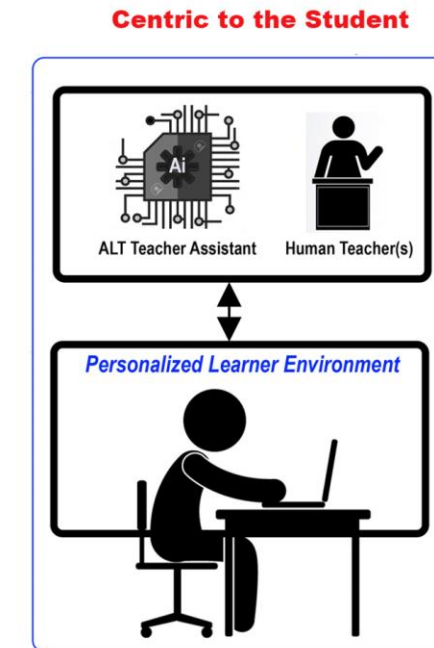 Centric to the Student
Ai
ALT Teacher Assistant
Human Teacher(s)
Personalized Learner Environment